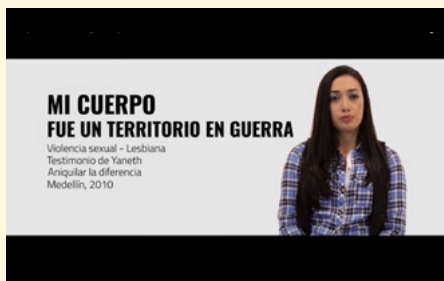 MI CUERPO
FUE UN TERRITORIO EN GUERRA
Violencia sexual - Lesbiana
Testimonio de Yaneth
Aniquilar la diferencia
Medellín, 2010